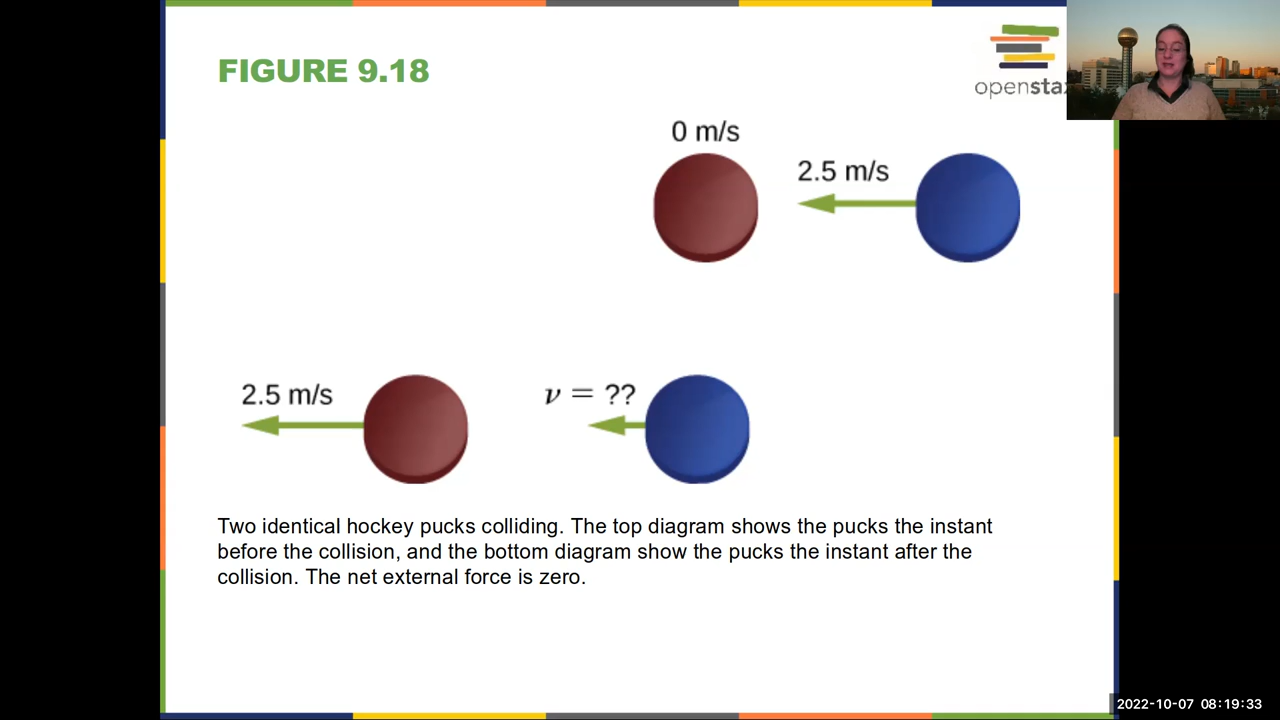 FIGURE 9.18
openstax
0 m/s
2.5 m/s
2.5 m/s
ν = ??
Two identical hockey pucks colliding. The top diagram shows the pucks the instant
before the collision, and the bottom diagram show the pucks the instant after the
collision. The net external force is zero.
2022-10-07 08:19:33